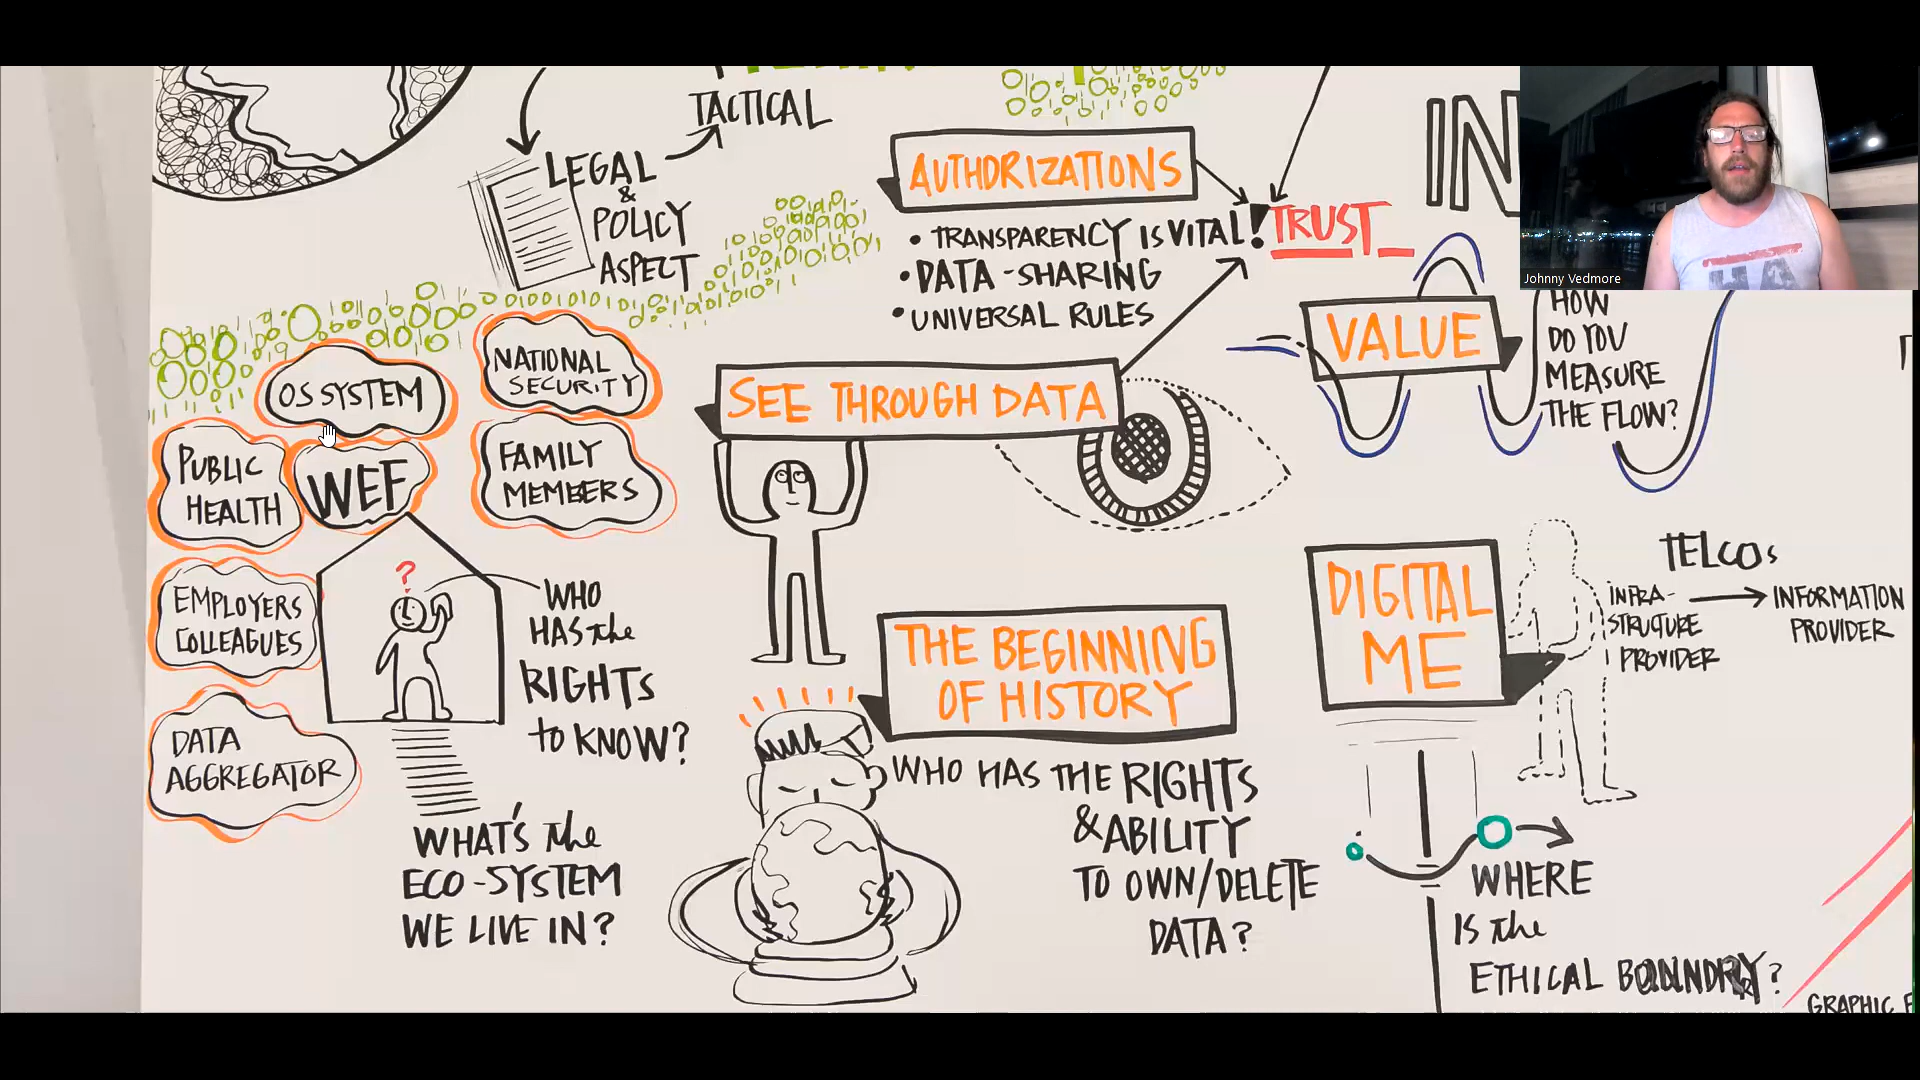 TACTICAL
LEGAL
&
POLICY
ASPECT
AUTHORIZATIONS
• TRANSPARENCY IS VITAL!
TRUST
• DATA-SHARING
• UNIVERSAL RULES
IN
Johnny Vedmore
HA
VALUE
HOW
DO YOU
MEASURE
THE FLOW?
OS SYSTEM
NATIONAL
SECURITY
PUBLIC
HEALTH
WEF
FAMILY
MEMBERS
EMPLOYERS
COLLEAGUES
DATA
AGGREGATOR
?
WHO
HAS the
RIGHTS
to KNOW?
WHAT'S the
ECO-SYSTEM
WE LIVE IN?
SEE THROUGH DATA
THE BEGINNING
OF HISTORY
WHO HAS THE RIGHTS
& ABILITY
TO OWN/DELETE
DATA?
DIGITAL
ME
TELCOs
INFRA-
STRUCTURE
PROVIDER
INFORMATION
PROVIDER
WHERE
IS the
ETHICAL BOUNDRY?
GRAPHIC